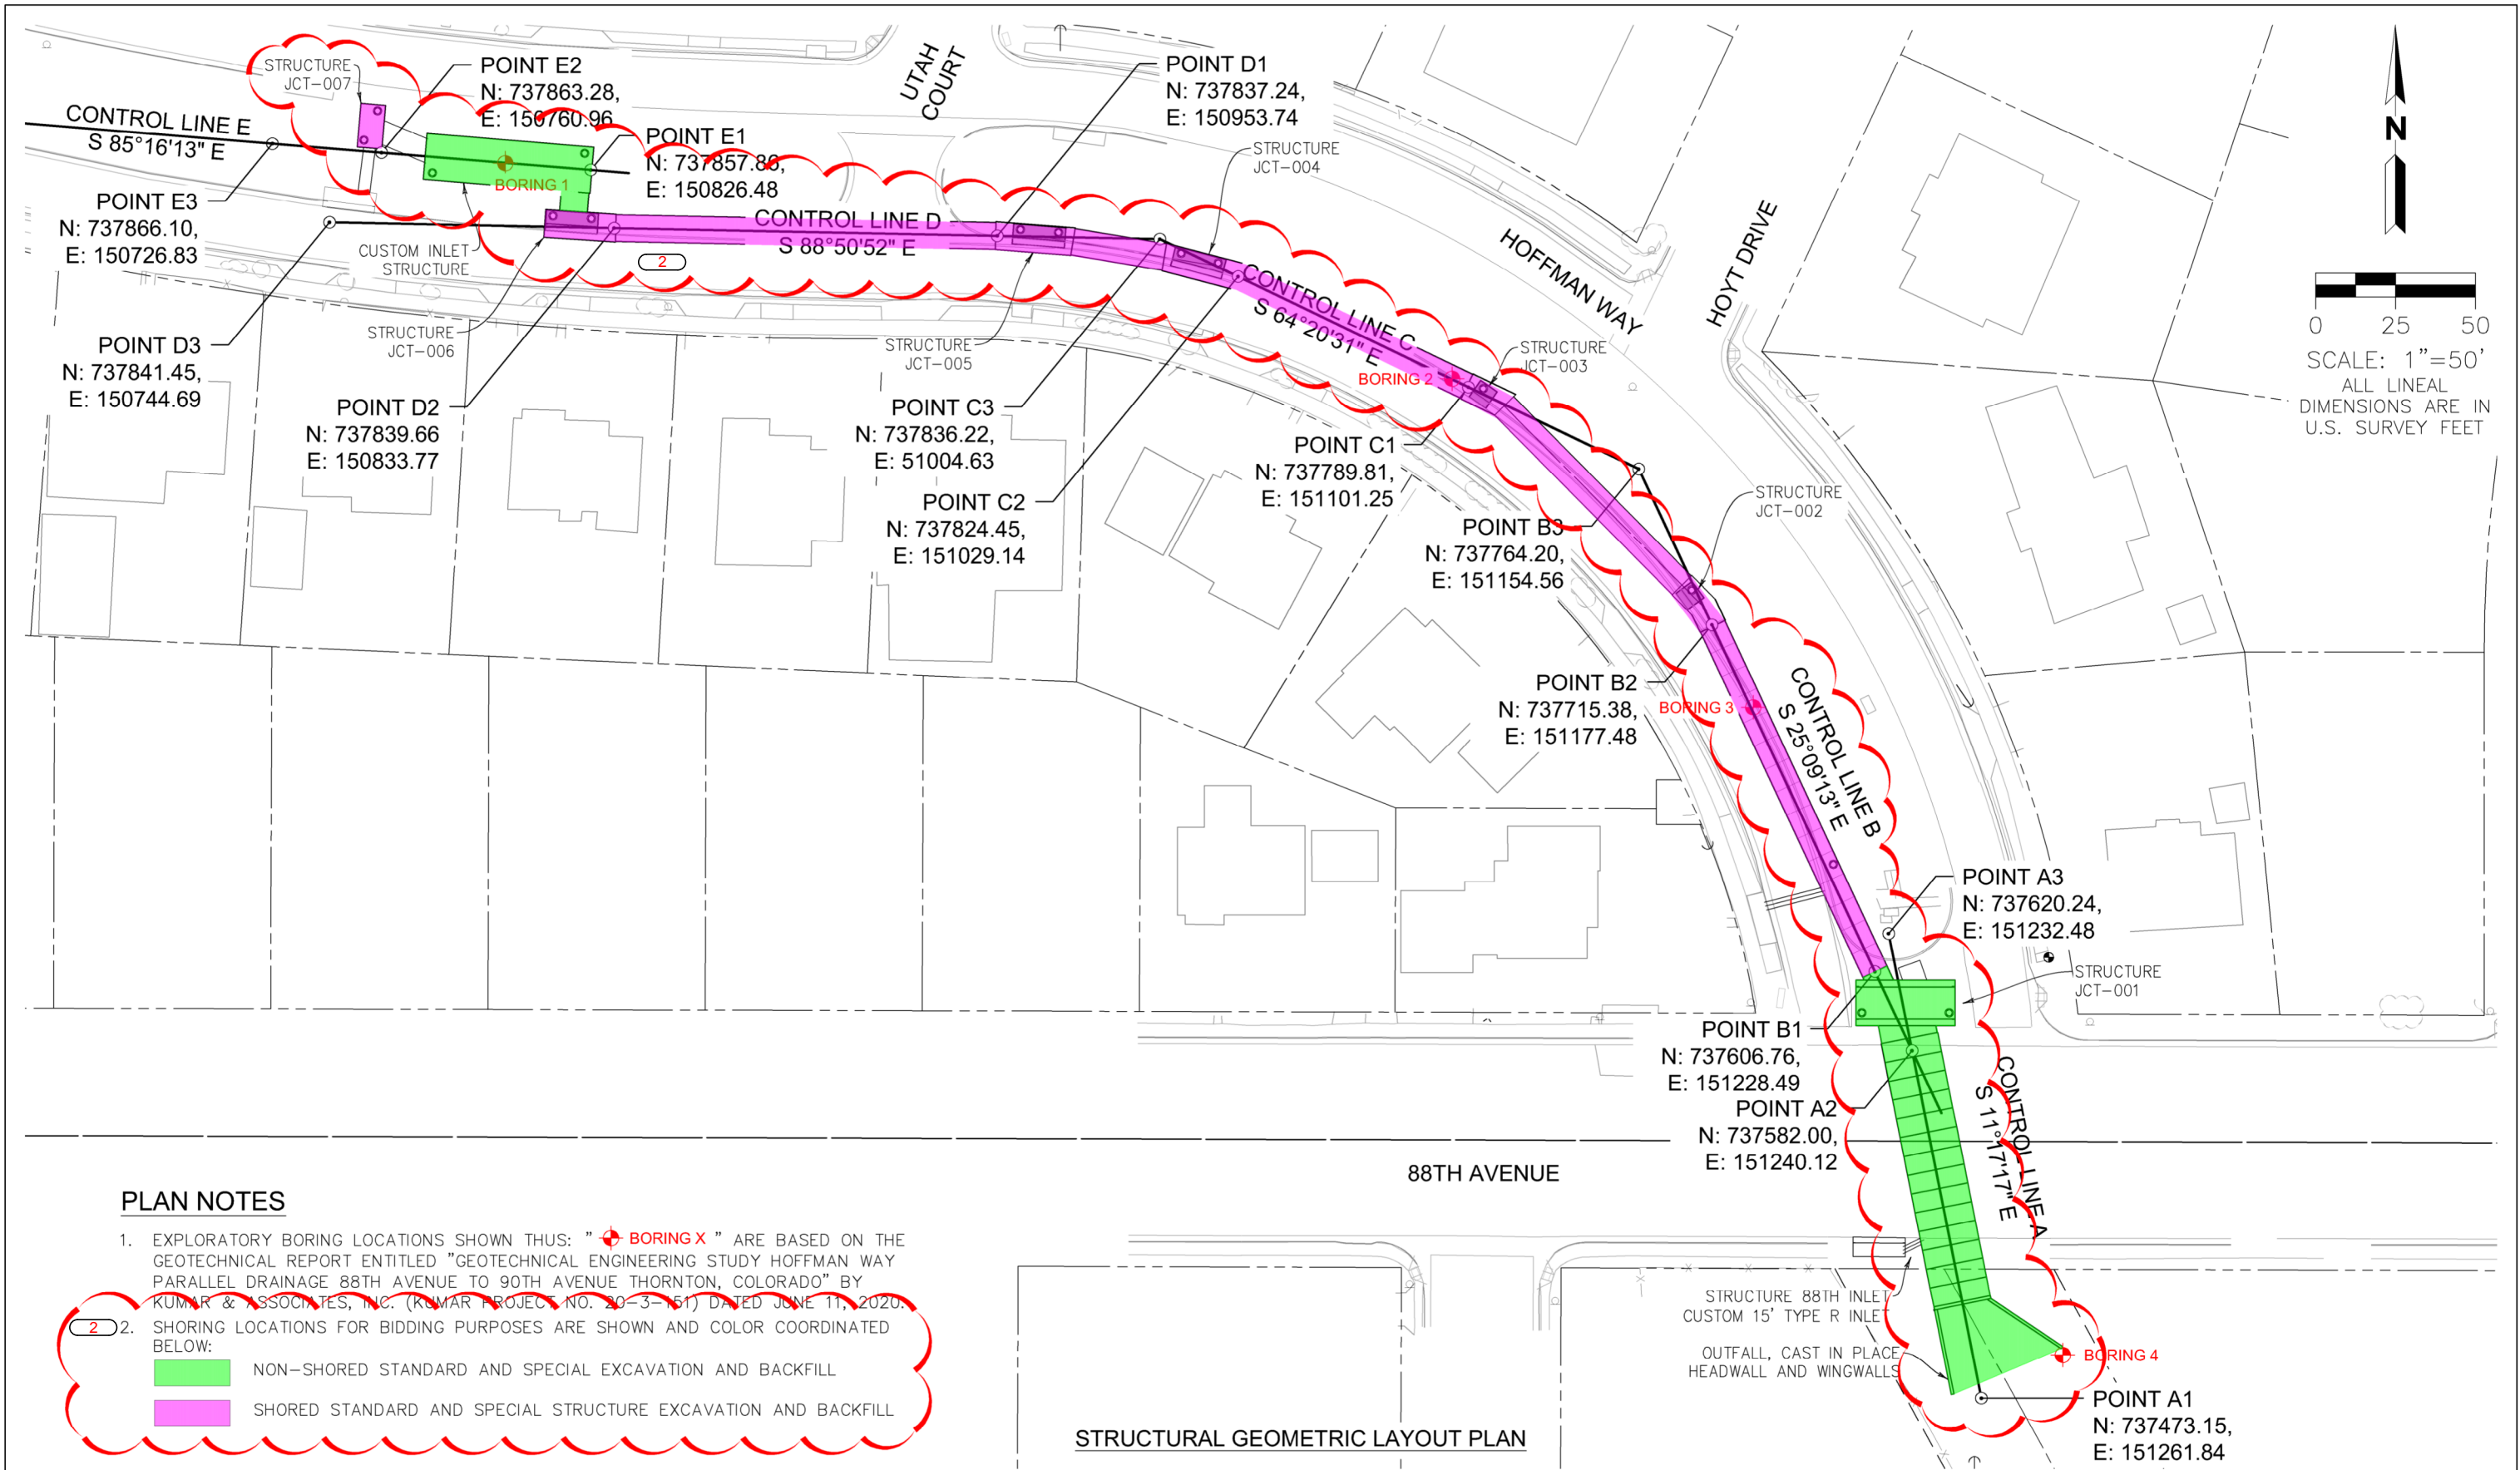 STRUCTURE
JCT-007
POINT E2
N: 737863.28,
E: 150760.96
CONTROL LINE E
S 85°16'13" E
POINT E1
N: 737857.86,
E: 150826.48
BORING 1
UTAH
COURT
POINT D1
N: 737837.24,
E: 150953.74
STRUCTURE
JCT-004
POINT E3
N: 737866.10,
E: 150726.83
CUSTOM INLET
STRUCTURE
CONTROL LINE D
S 88°50'52" E
2
HOFFMAN WAY
HOYT DRIVE
N
0 25 50
SCALE: 1"=50'
ALL LINEAL
DIMENSIONS ARE IN
U.S. SURVEY FEET
POINT D3
N: 737841.45,
E: 150744.69
STRUCTURE
JCT-006
POINT D2
N: 737839.66
E: 150833.77
STRUCTURE
JCT-005
CONTROL LINE C
S 64°20'31" E
BORING 2
STRUCTURE
JCT-003
POINT C3
N: 737836.22,
E: 51004.63
POINT C2
N: 737824.45,
E: 151029.14
POINT C1
N: 737789.81,
E: 151101.25
POINT B3
N: 737764.20,
E: 151154.56
STRUCTURE
JCT-002
POINT B2
N: 737715.38,
E: 151177.48
BORING 3
CONTROL LINE B
S 25°09'13" E
POINT A3
N: 737620.24,
E: 151232.48
STRUCTURE
JCT-001
POINT B1
N: 737606.76,
E: 151228.49
POINT A2
N: 737582.00,
E: 151240.12
CONTROL LINE A
S 11°17'17" E
88TH AVENUE
STRUCTURE 88TH INLET
CUSTOM 15' TYPE R INLET
OUTFALL, CAST IN PLACE
HEADWALL AND WINGWALLS
BORING 4
POINT A1
N: 737473.15,
E: 151261.84
PLAN NOTES
1. EXPLORATORY BORING LOCATIONS SHOWN THUS: " BORING X " ARE BASED ON THE
GEOTECHNICAL REPORT ENTITLED "GEOTECHNICAL ENGINEERING STUDY HOFFMAN WAY
PARALLEL DRAINAGE 88TH AVENUE TO 90TH AVENUE THORNTON, COLORADO" BY
KUMAR & ASSOCIATES, INC. (KUMAR PROJECT NO. 20-3-151) DATED JUNE 11, 2020.
2 2. SHORING LOCATIONS FOR BIDDING PURPOSES ARE SHOWN AND COLOR COORDINATED
BELOW:
NON-SHORED STANDARD AND SPECIAL EXCAVATION AND BACKFILL
SHORED STANDARD AND SPECIAL STRUCTURE EXCAVATION AND BACKFILL
STRUCTURAL GEOMETRIC LAYOUT PLAN